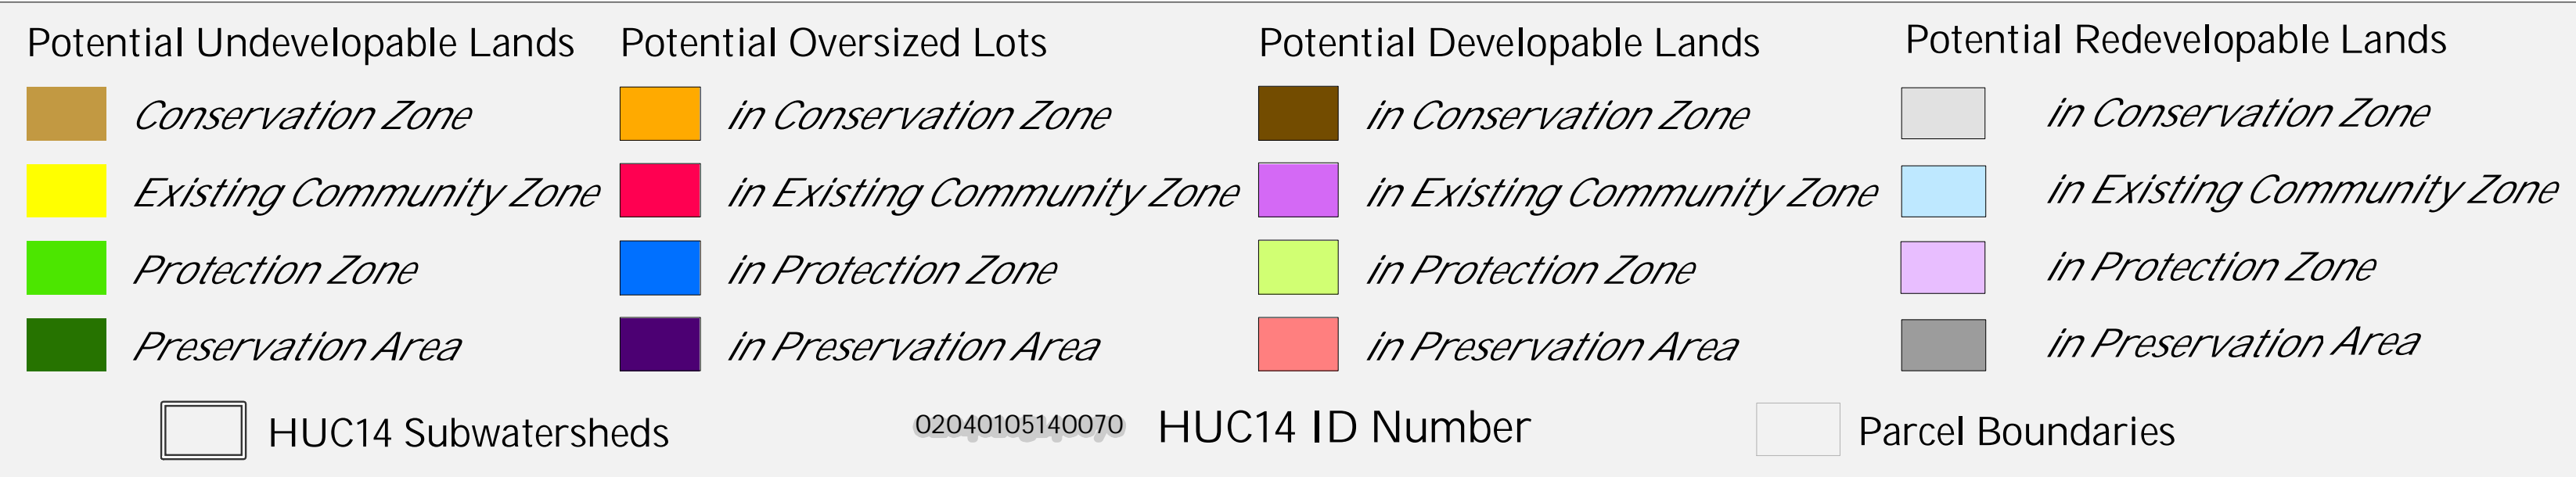 Potential Undevelopable Lands
Conservation Zone
Existing Community Zone
Protection Zone
Preservation Area
Potential Oversized Lots
in Conservation Zone
in Existing Community Zone
in Protection Zone
in Preservation Area
Potential Developable Lands
in Conservation Zone
in Existing Community Zone
in Protection Zone
in Preservation Area
Potential Redevelopable Lands
in Conservation Zone
in Existing Community Zone
in Protection Zone
in Preservation Area
HUC14 Subwatersheds
02040105140070 HUC14 ID Number
Parcel Boundaries